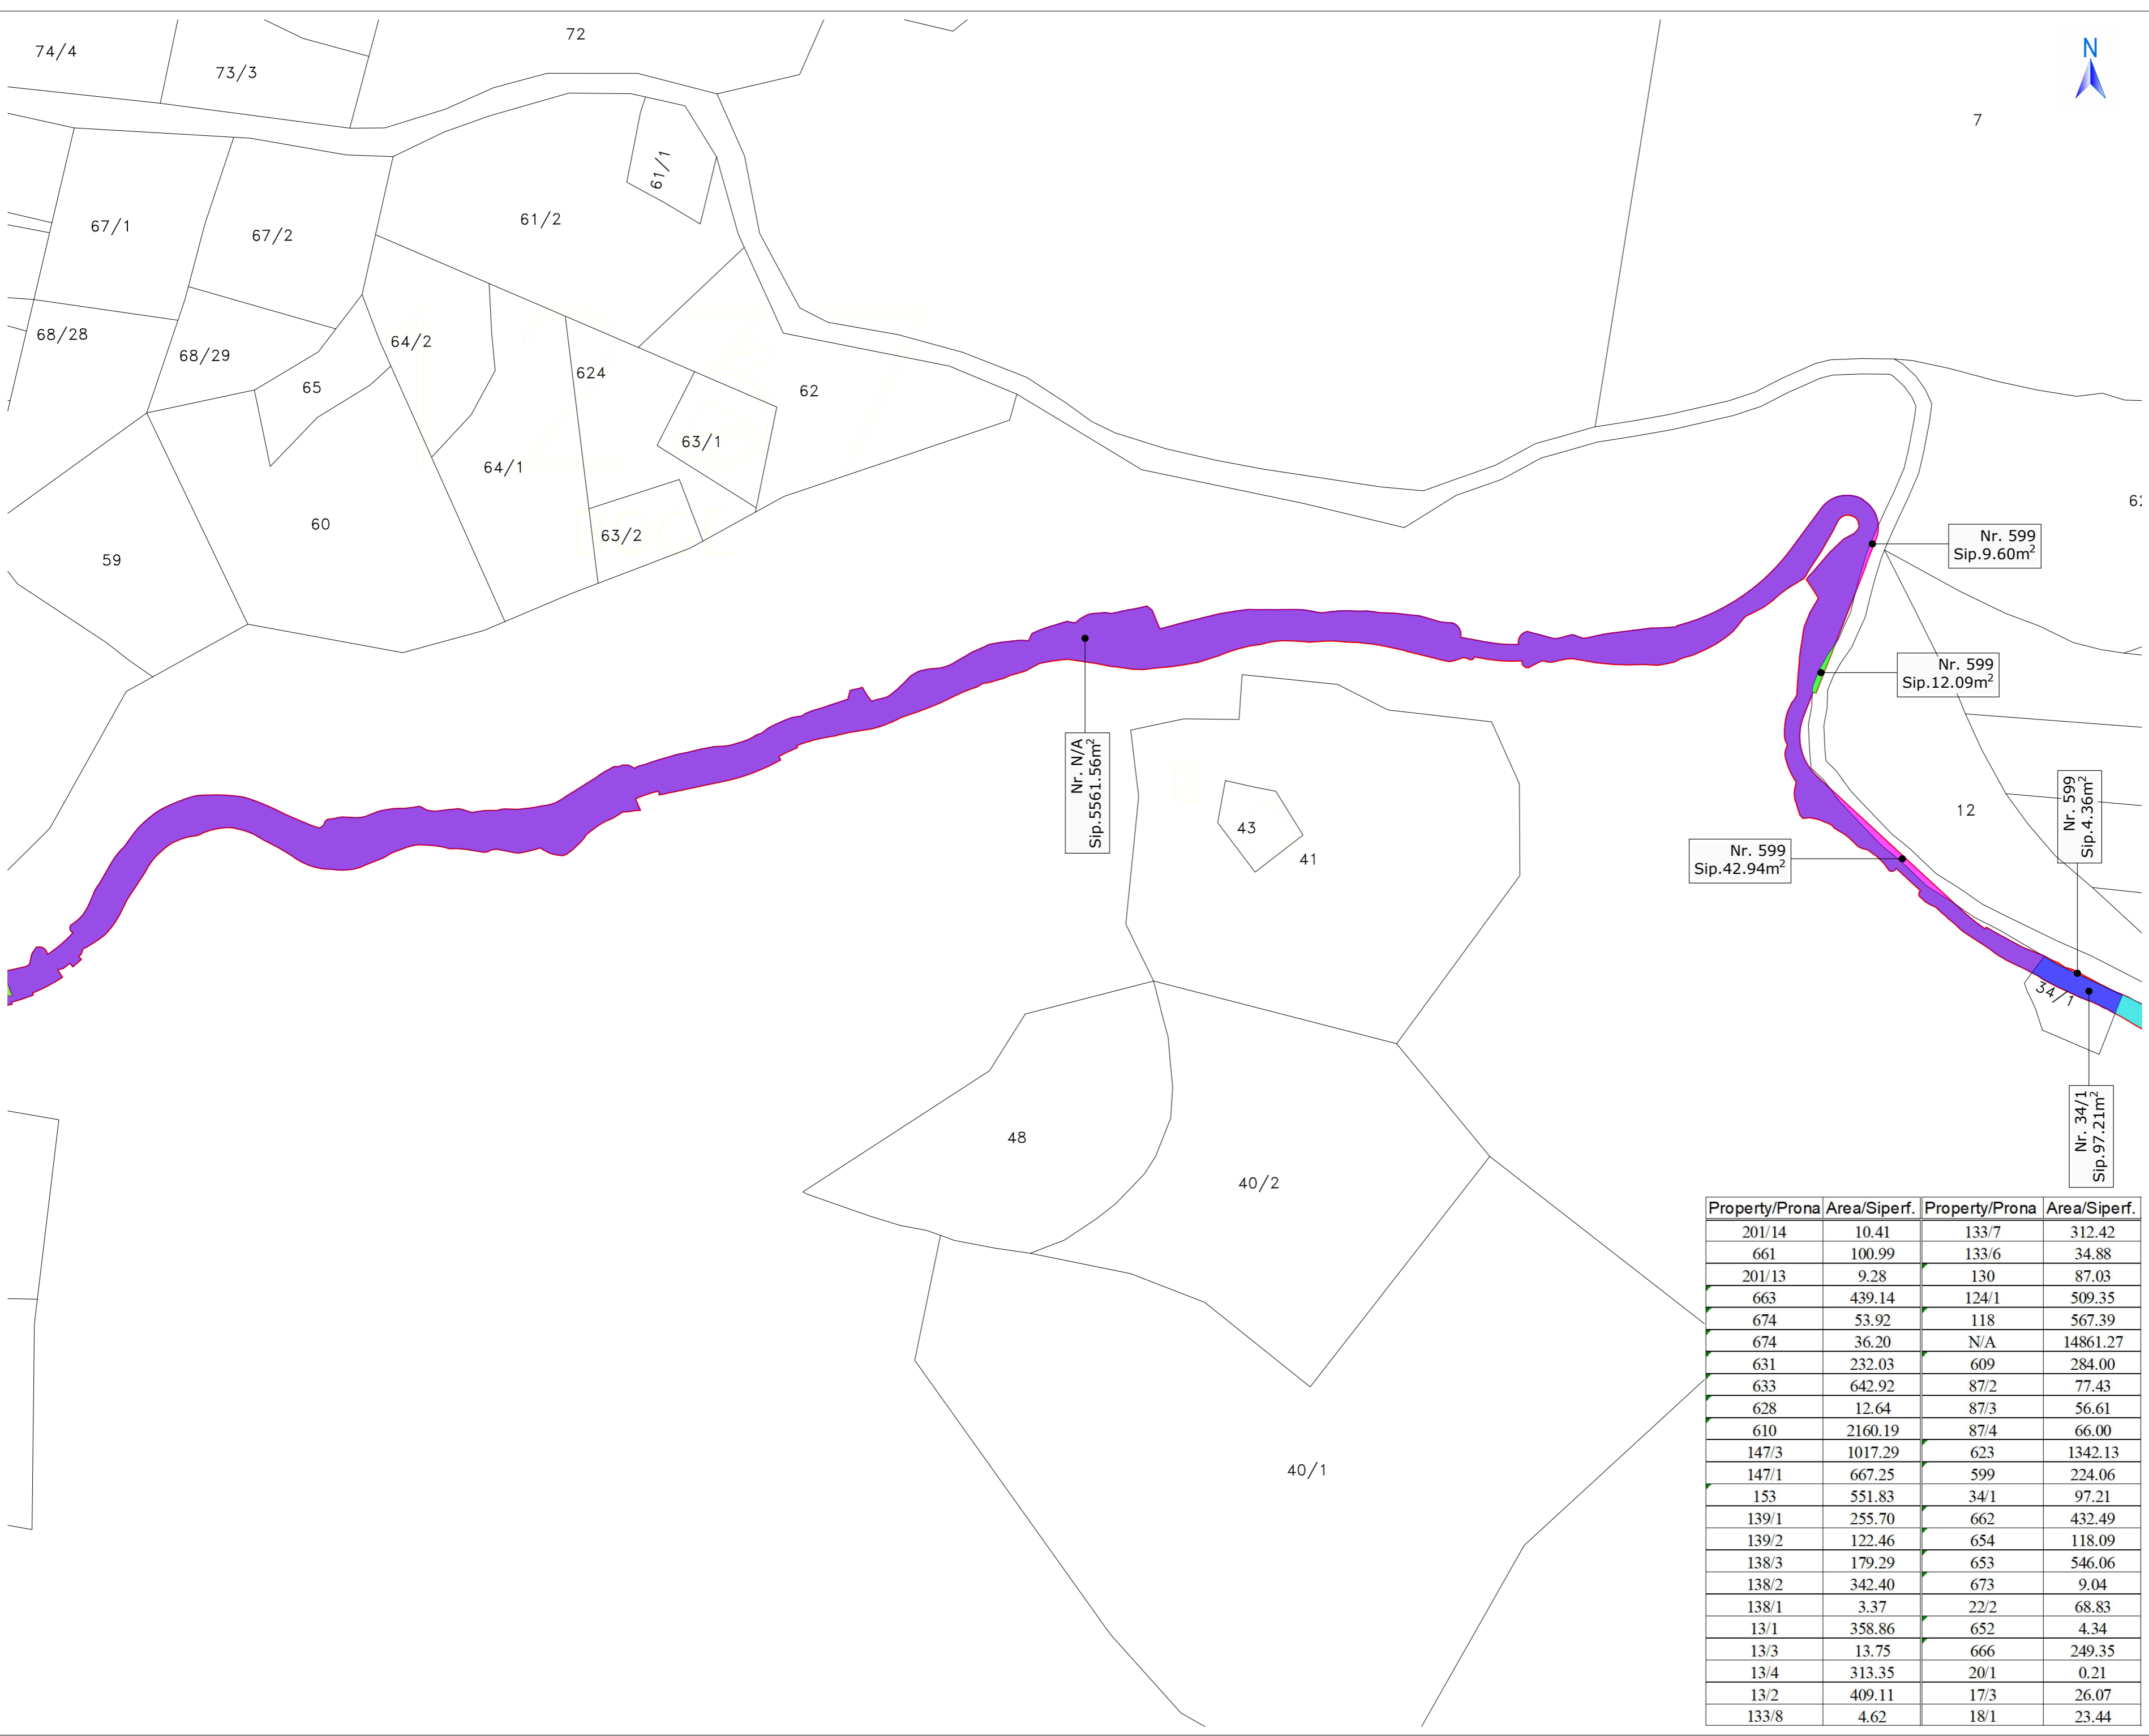 72
74/4
73/3
N
7
61/1
61/2
67/1
67/2
68/28
64/2
68/29
624
65
62
63/1
64/1
60
63/2
59
Nr. 599
Sip.9.60m²
Nr. 599
Sip.12.09m²
Nr. N/A
Sip.5561.56m²
12
Nr. 599
Sip.4.36m²
43
41
Nr. 599
Sip.42.94m²
34/1
Nr. 34/1
Sip.97.21m²
48
40/2
40/1
Property/Prona Area/Siperf. Property/Prona Area/Siperf.
201/14 10.41 133/7 312.42
661 100.99 133/6 34.88
201/13 9.28 130 87.03
663 439.14 124/1 509.35
674 53.92 118 567.39
674 36.20 N/A 14861.27
631 232.03 609 284.00
633 642.92 87/2 77.43
628 12.64 87/3 56.61
610 2160.19 87/4 66.00
147/3 1017.29 623 1342.13
147/1 667.25 599 224.06
153 551.83 34/1 97.21
139/1 255.70 662 432.49
139/2 122.46 654 118.09
138/3 179.29 653 546.06
138/2 342.40 673 9.04
138/1 3.37 22/2 68.83
13/1 358.86 652 4.34
13/3 13.75 666 249.35
13/4 313.35 20/1 0.21
13/2 409.11 17/3 26.07
133/8 4.62 18/1 23.44